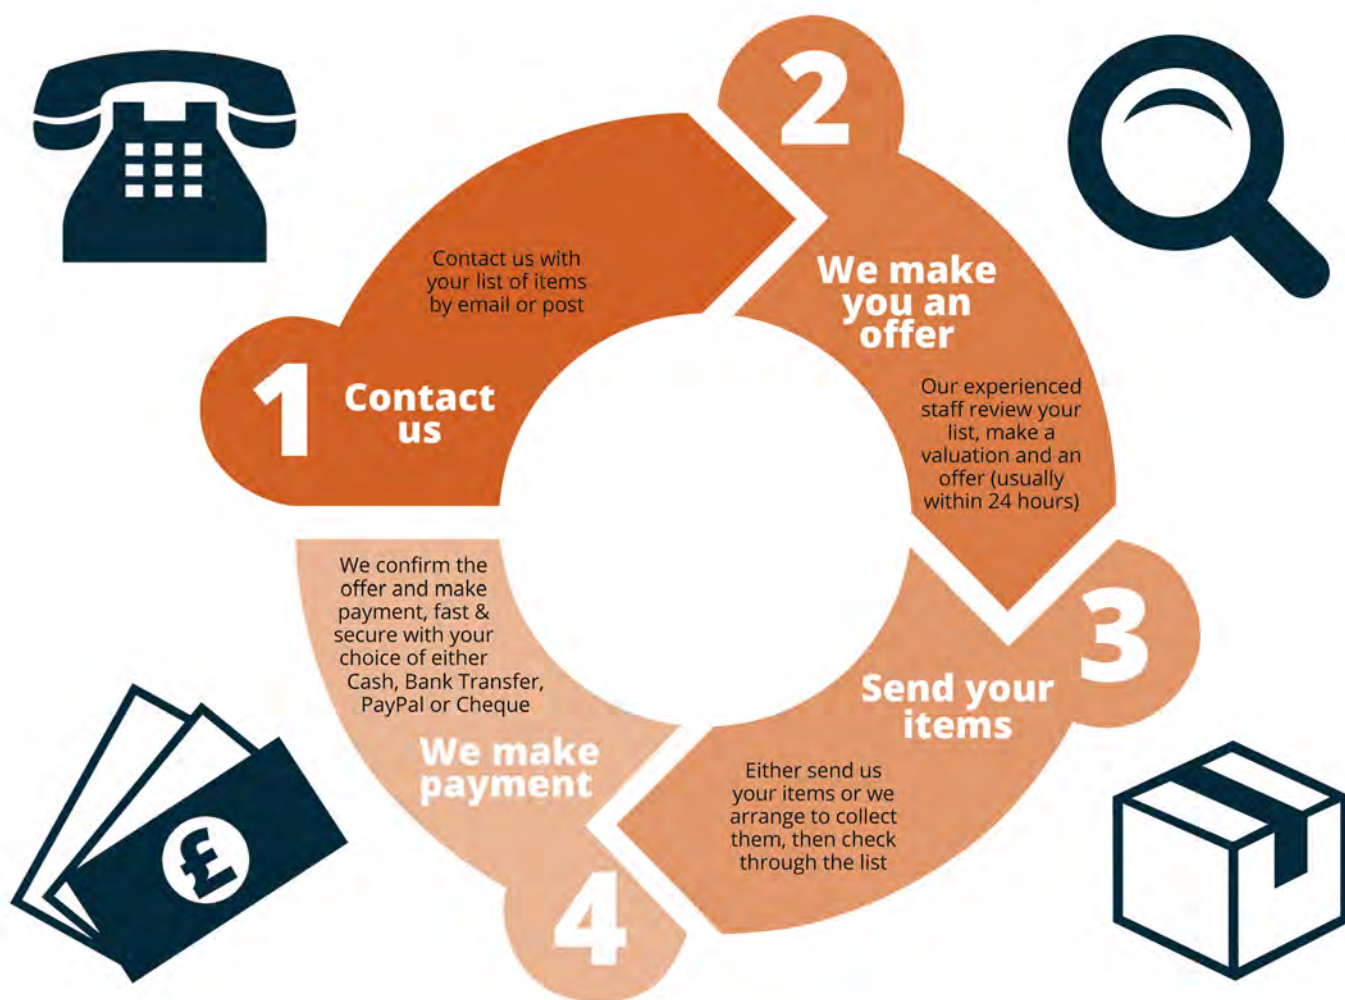 1
Contact
us
Contact us with
your list of items
by email or post
2
We make
you an
offer
Our experienced
staff review your
list, make a
valuation and an
offer (usually
within 24 hours)
3
Send your
items
Either send us
your items or we
arrange to collect
them, then check
through the list
4
We make
payment
We confirm the
offer and make
payment, fast &
secure with your
choice of either
Cash, Bank Transfer,
PayPal or Cheque
£